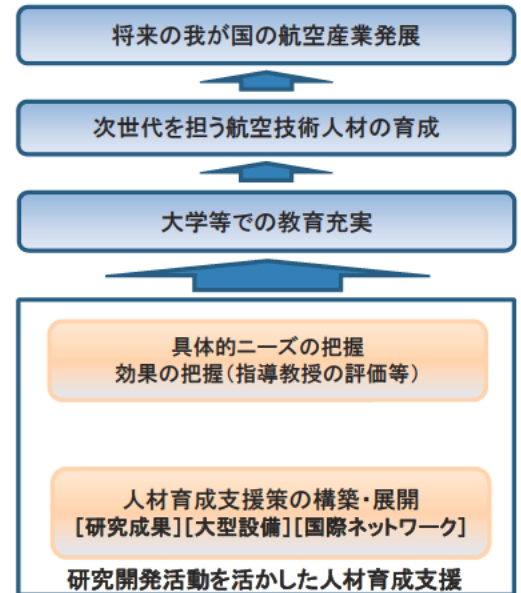 将来の我が国の航空産業発展
次世代を担う航空技術人材の育成
大学等での教育充実
具体的ニーズの把握
効果の把握(指導教授の評価等)
人材育成支援策の構築・展開
[研究成果][大型設備][国際ネットワーク]
研究開発活動を活かした人材育成支援